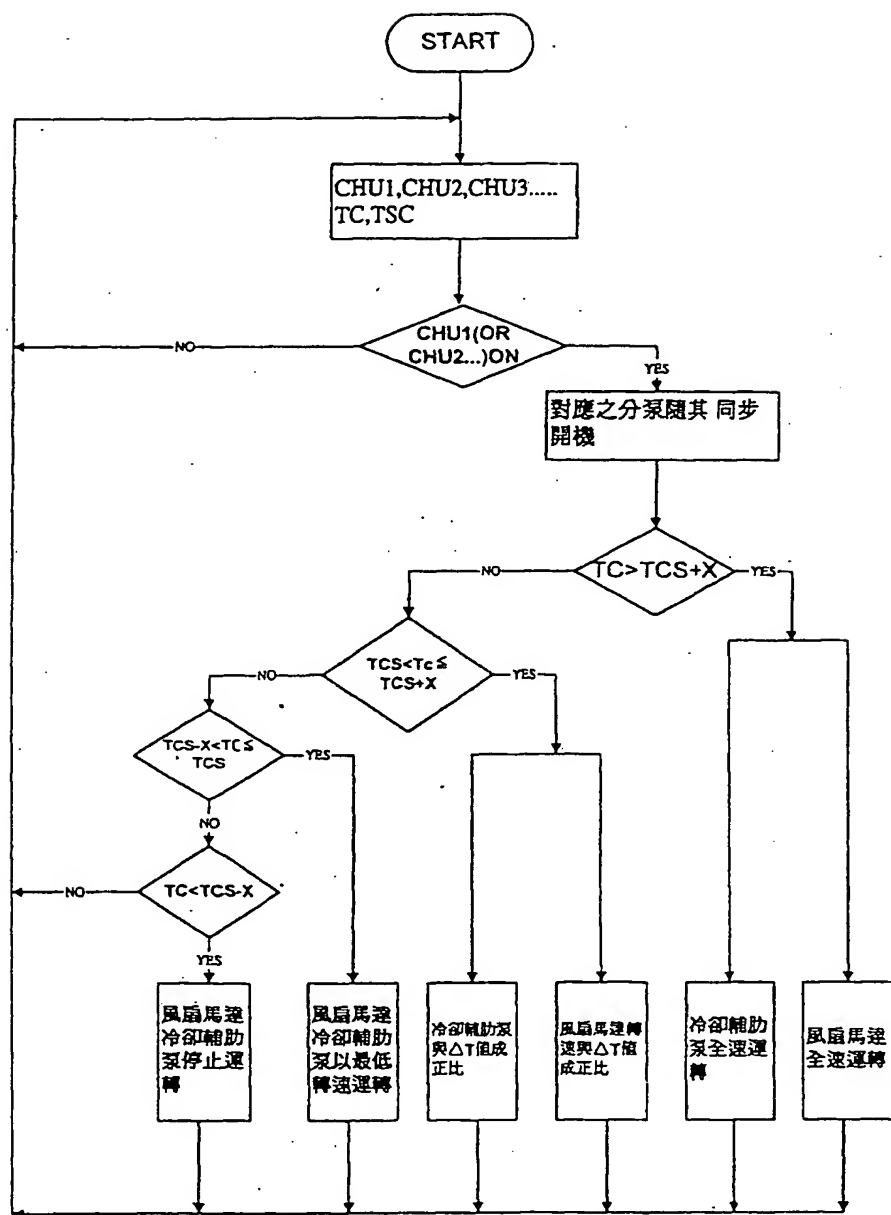 START
CHU1,CHU2,CHU3.....
TC,TSC
CHU1(OR
CHU2...)ON
NO
YES
對應之分泵隨其 同步
開機
TC>TCS+X
NO
YES
TCS<Tc≦
TCS+X
NO
YES
TCS-X<TC≦
TCS
YES
NO
TC<TCS-X
NO
YES
風扇馬達
冷卻輔助
泵停止運
轉
風扇馬達
冷卻輔助
泵以最低
轉速運轉
冷卻輔助泵
與△T值成
正比
風扇馬達轉
速與△T值
成正比
冷卻輔助
泵全速運
轉
風扇馬達
全速運轉